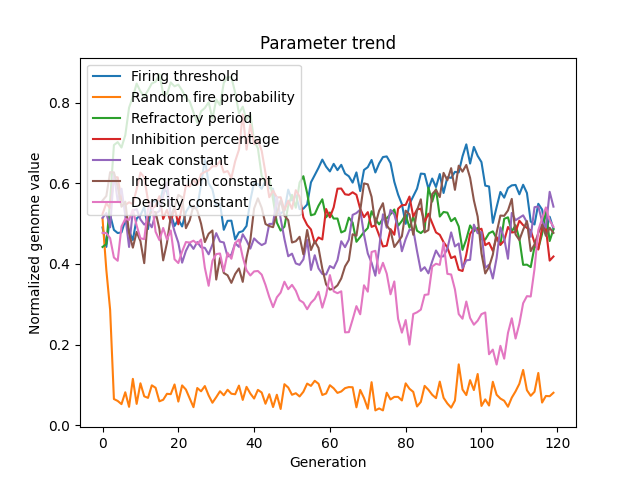 Parameter trend
Firing threshold
Random fire probability
Refractory period
Inhibition percentage
Leak constant
Integration constant
Density constant
Normalized genome value
0.8
0.6
0.4
0.2
0.0
0 20 40 60 80 100 120
Generation